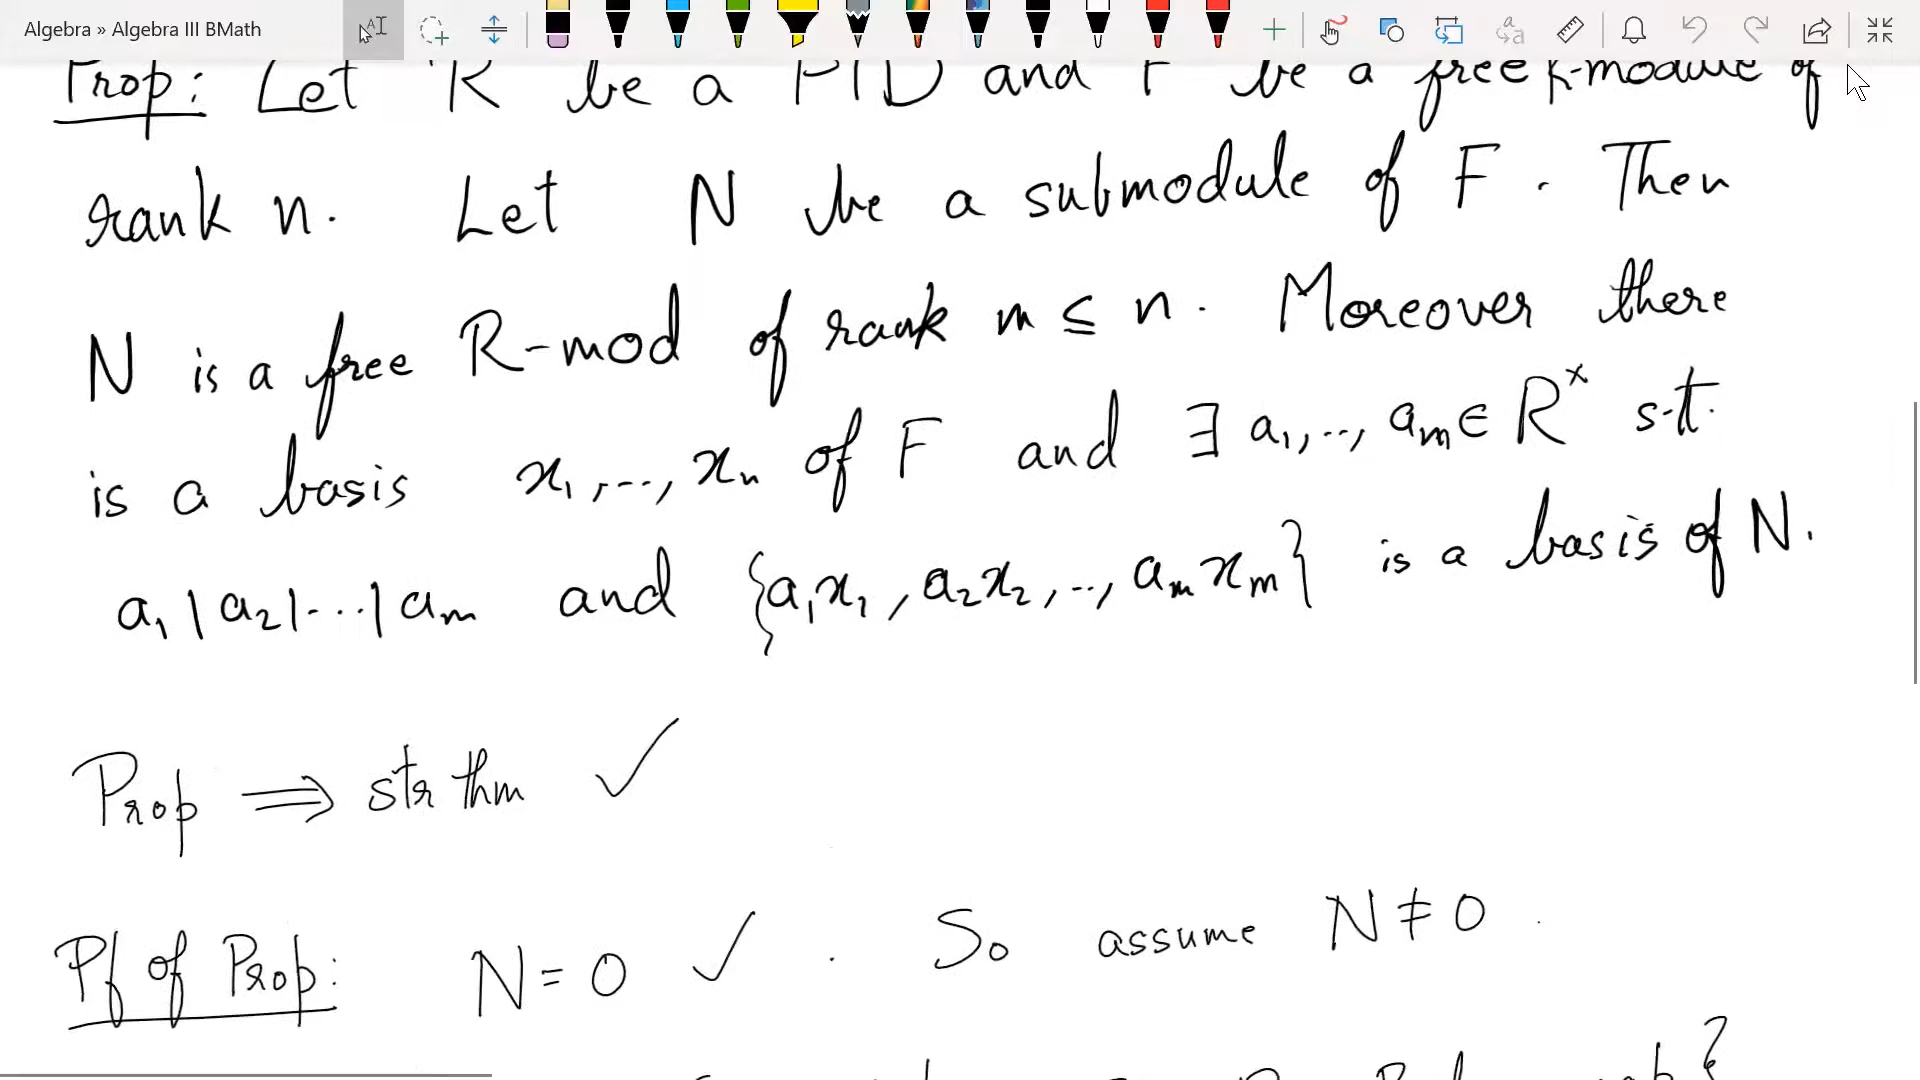 Algebra » Algebra III BMath
Prop: Let R be a PID and F be a free R-module of
rank n. Let N be a submodule of F. Then
N is a free R-mod of rank m ≤ n. Moreover there
is a basis x₁,..., xₙ of F and ∃ a₁,.., aₘ ∈ Rˣ s.t.
a₁ | a₂ | ... | aₘ and {a₁x₁, a₂x₂, .., aₘxₘ} is a basis of N.
Prop ⟹ str thm ✓
Pf of Prop: N = 0 ✓. So assume N ≠ 0.